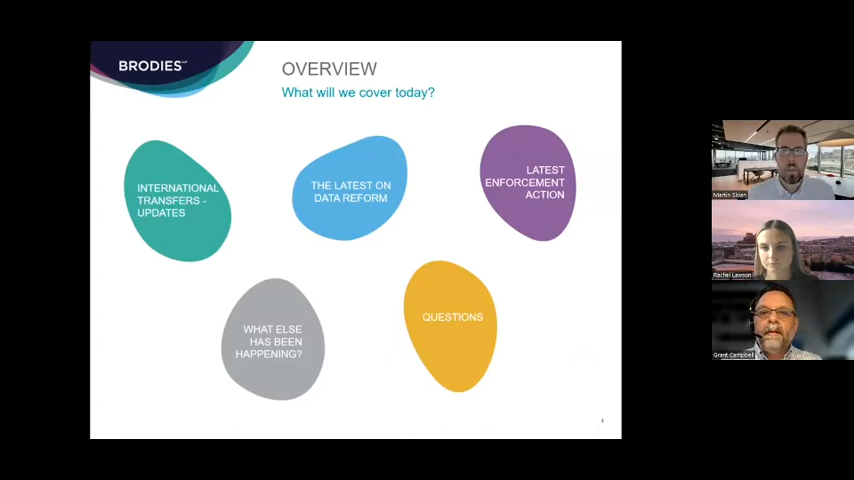 BRODIES LLP
OVERVIEW
What will we cover today?
INTERNATIONAL
TRANSFERS -
UPDATES
THE LATEST ON
DATA REFORM
LATEST
ENFORCEMENT
ACTION
WHAT ELSE
HAS BEEN
HAPPENING?
QUESTIONS
4
Martin Sloan
Rachel Lawson
Grant Campbell